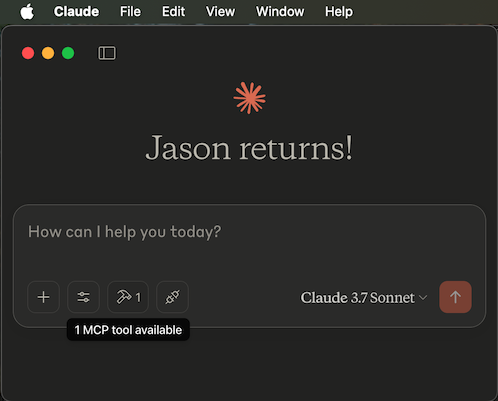 Claude File Edit View Window Help
Jason returns!
How can I help you today?
1 Claude 3.7 Sonnet
1 MCP tool available